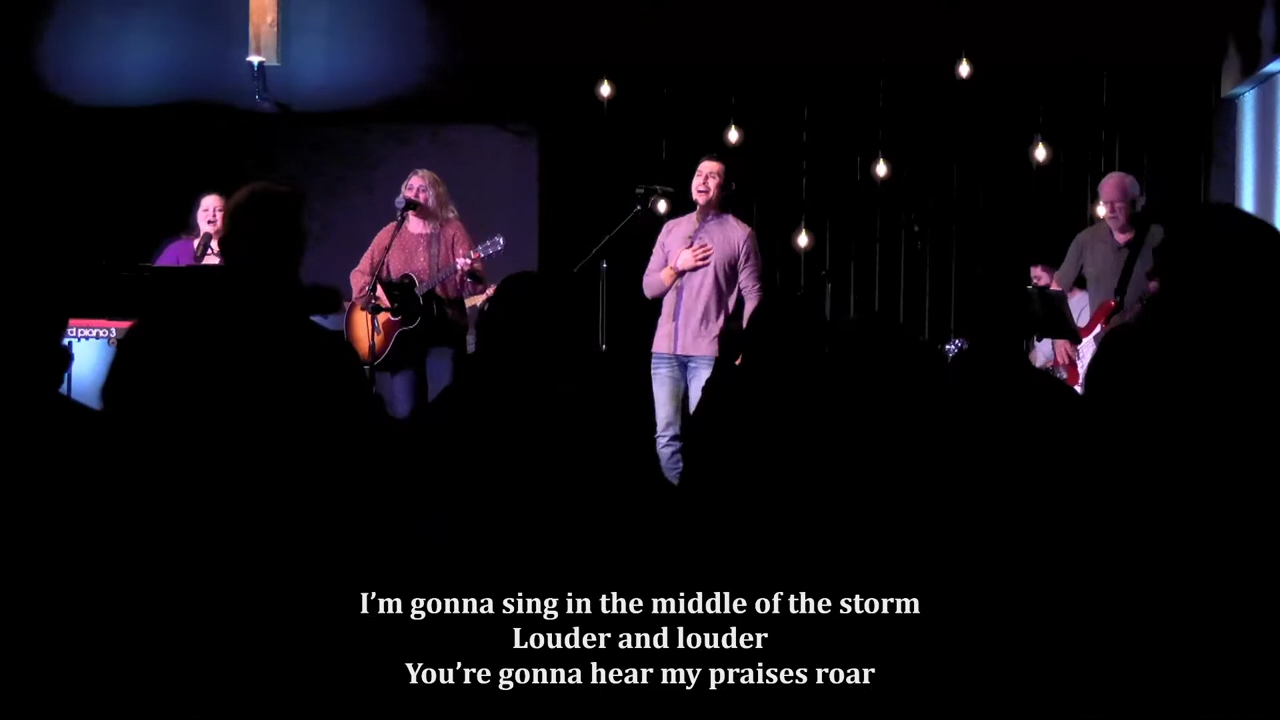 d piano 3
I’m gonna sing in the middle of the storm
Louder and louder
You’re gonna hear my praises roar